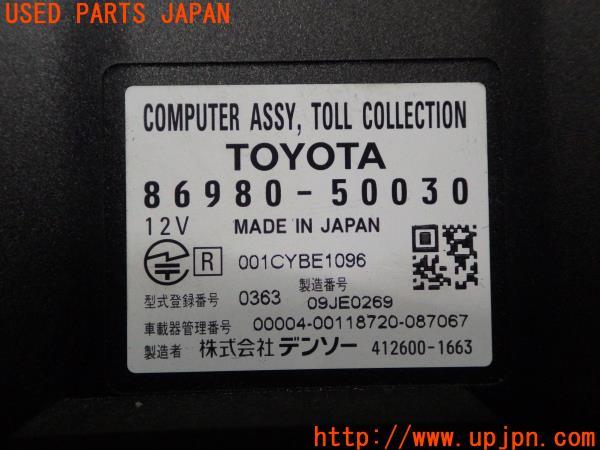 USED PARTS JAPAN
COMPUTER ASSY, TOLL COLLECTION
TOYOTA
86980-50030
12V MADE IN JAPAN
R 001CYBE1096
型式登録番号 0363 製造番号 09JE0269
車載器管理番号 00004-00118720-087067
製造者 株式会社 デンソー 412600-1663
UPJ
http://www.upjpn.com